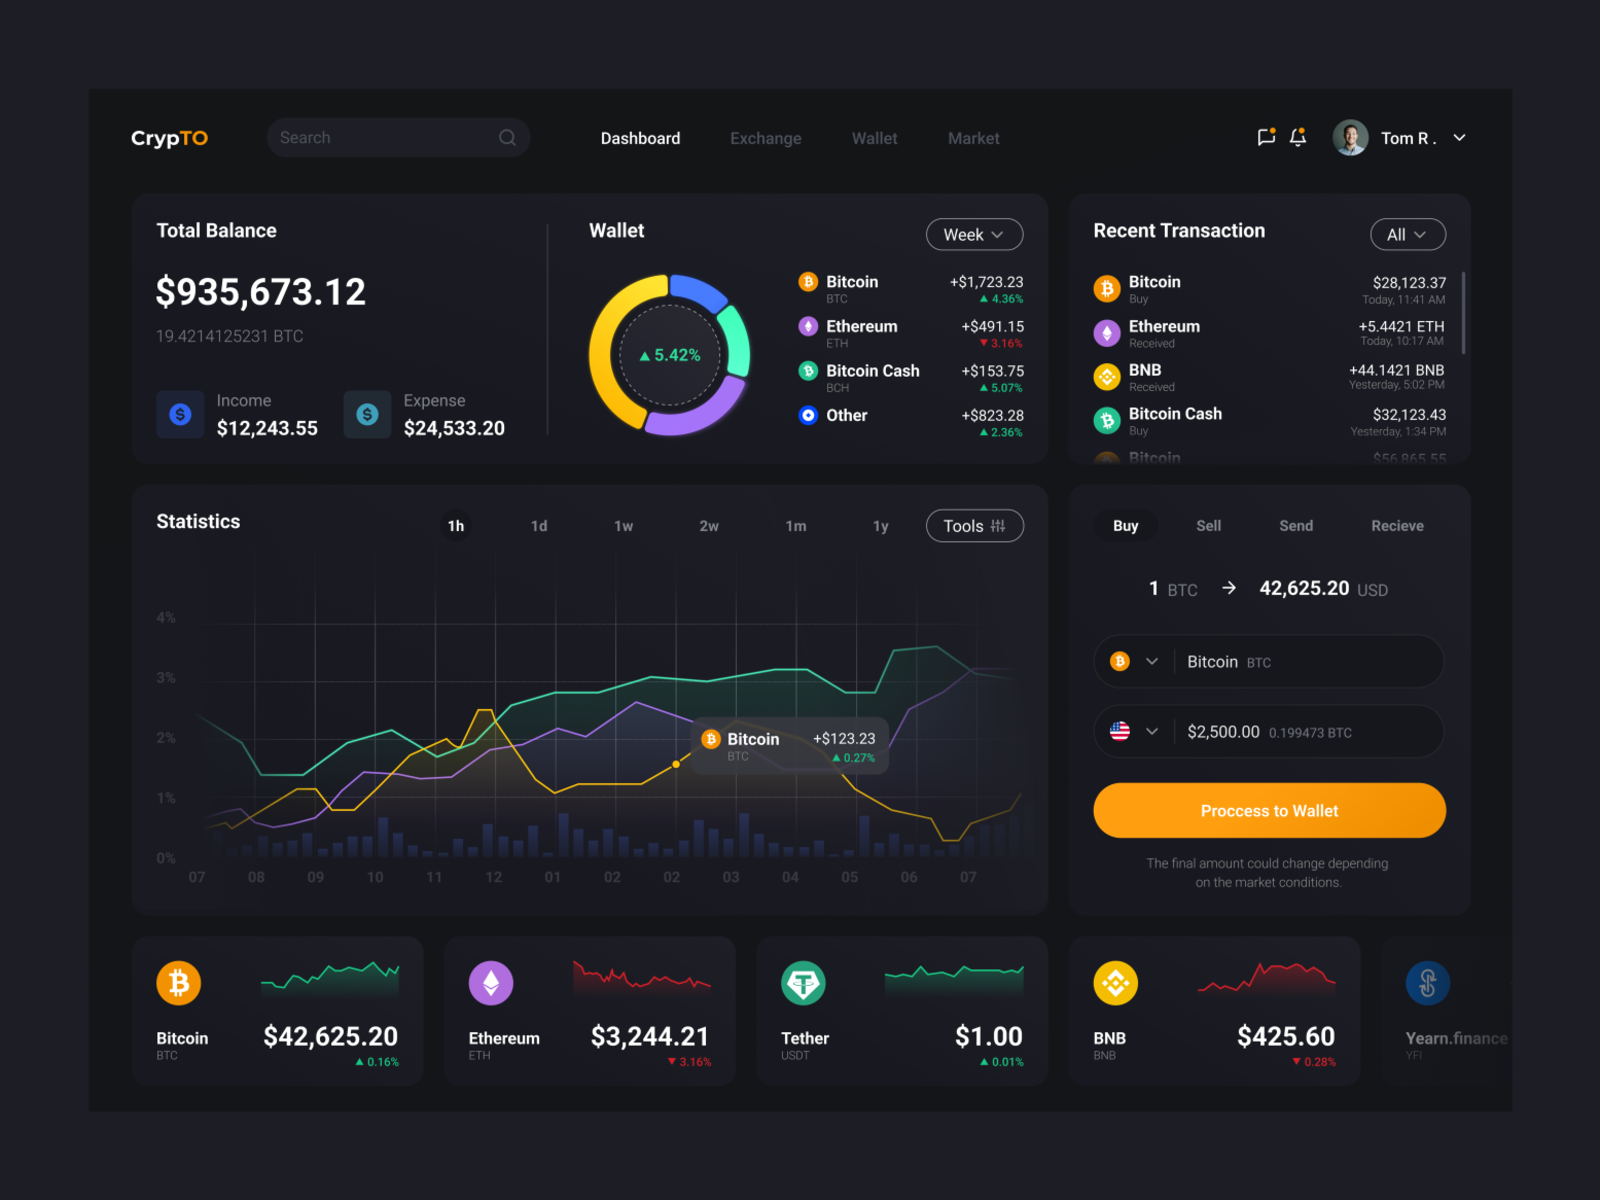 CrypTO
Search
Dashboard
Exchange
Wallet
Market
Tom R .
Total Balance
$935,673.12
19.4214125231 BTC
Income
$12,243.55
Expense
$24,533.20
Wallet
Week
5.42%
Bitcoin +$1,723.23
BTC 4.36%
Ethereum +$491.15
ETH 3.16%
Bitcoin Cash +$153.75
BCH 5.07%
Other +$823.28
2.36%
Recent Transaction
All
Bitcoin $28,123.37
Buy Today, 11:41 AM
Ethereum +5.4421 ETH
Received Today, 10:17 AM
BNB +44.1421 BNB
Received Yesterday, 5:02 PM
Bitcoin Cash $32,123.43
Buy Yesterday, 1:34 PM
Bitcoin $56,865.55
Statistics
1h 1d 1w 2w 1m 1y
Tools
4%
3%
2%
1%
0%
07 08 09 10 11 12 01 02 02 03 04 05 06 07
Bitcoin +$123.23
BTC 0.27%
Buy Sell Send Recieve
1 BTC → 42,625.20 USD
Bitcoin BTC
$2,500.00 0.199473 BTC
Proccess to Wallet
The final amount could change depending
on the market conditions.
Bitcoin $42,625.20
BTC 0.16%
Ethereum $3,244.21
ETH 3.16%
Tether $1.00
USDT 0.01%
BNB $425.60
BNB 0.28%
Yearn.finance
YFI